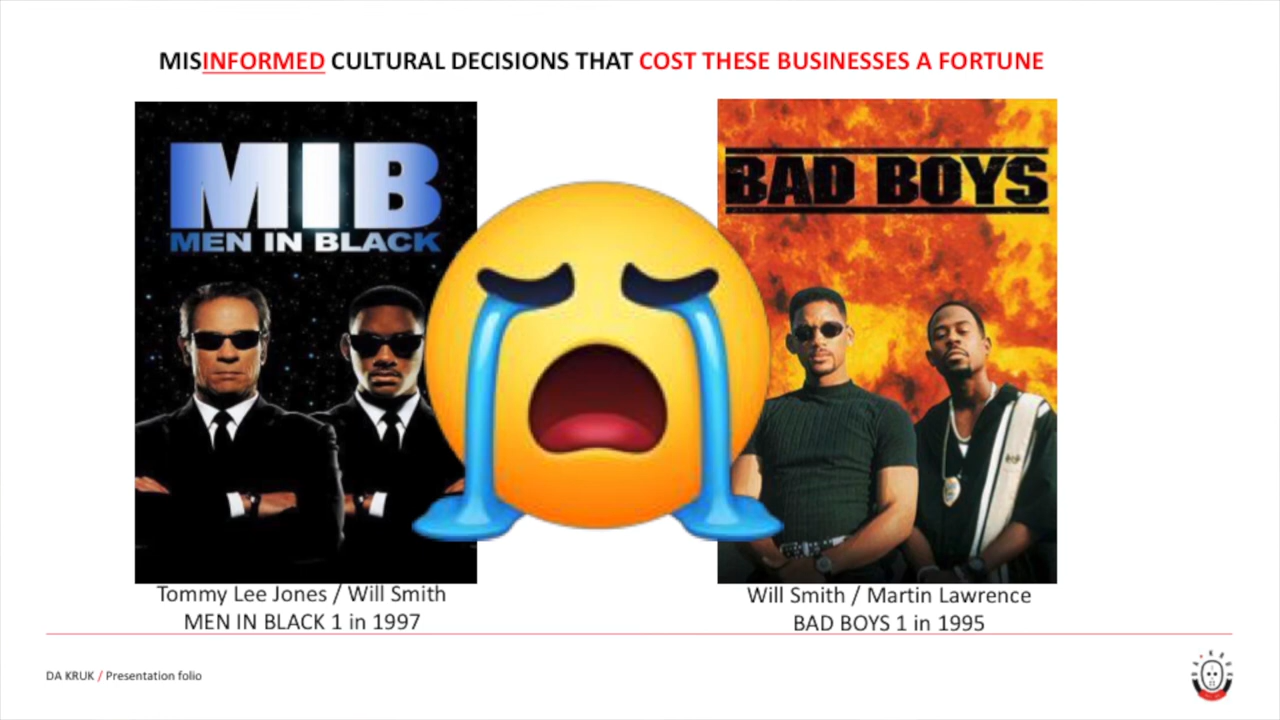 MISINFORMED CULTURAL DECISIONS THAT COST THESE BUSINESSES A FORTUNE
MIB
MEN IN BLACK
BAD BOYS
Tommy Lee Jones / Will Smith
MEN IN BLACK 1 in 1997
Will Smith / Martin Lawrence
BAD BOYS 1 in 1995
DA KRUK / Presentation folio